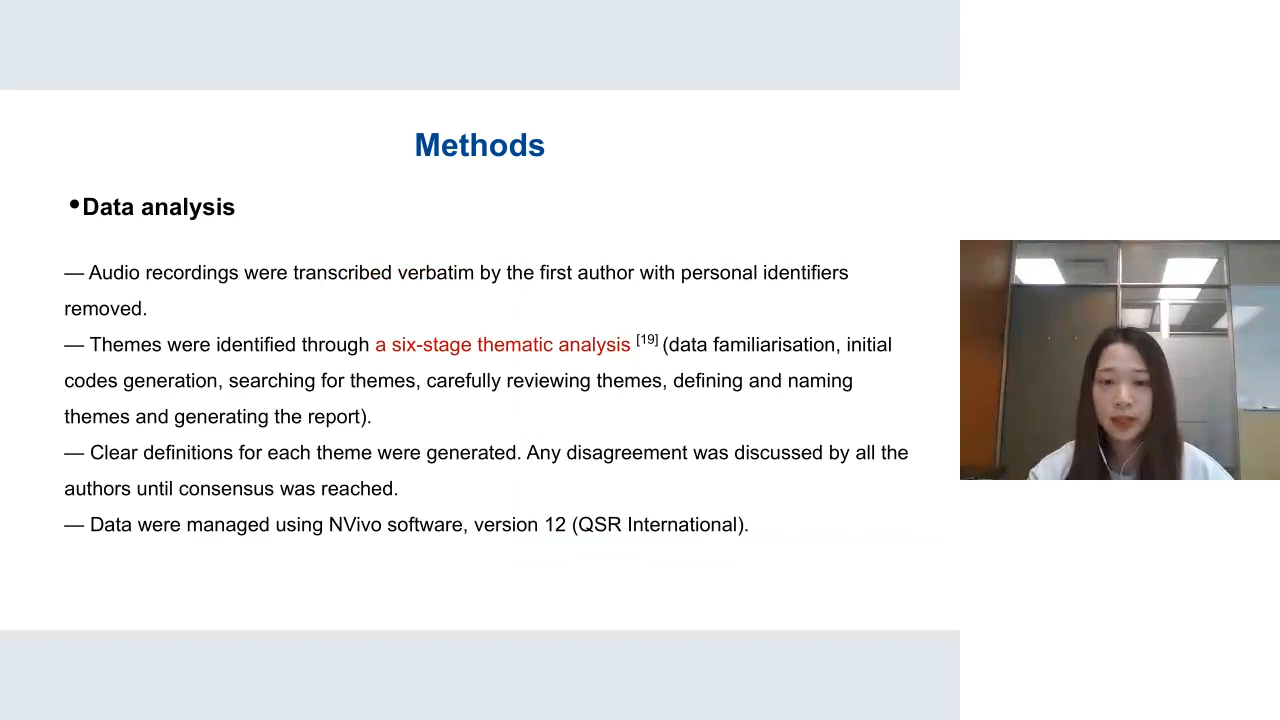 Methods
•Data analysis
— Audio recordings were transcribed verbatim by the first author with personal identifiers
removed.
— Themes were identified through a six-stage thematic analysis [19] (data familiarisation, initial
codes generation, searching for themes, carefully reviewing themes, defining and naming
themes and generating the report).
— Clear definitions for each theme were generated. Any disagreement was discussed by all the
authors until consensus was reached.
— Data were managed using NVivo software, version 12 (QSR International).